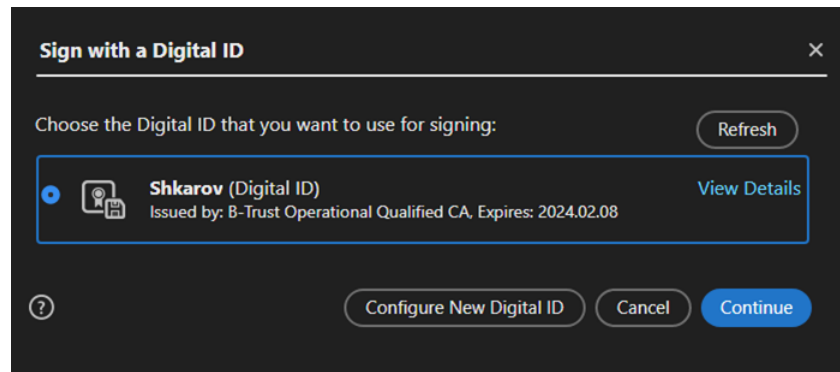 Sign with a Digital ID
Choose the Digital ID that you want to use for signing:
Refresh
Shkarov (Digital ID)
View Details
Issued by: B-Trust Operational Qualified CA, Expires: 2024.02.08
Configure New Digital ID
Cancel
Continue